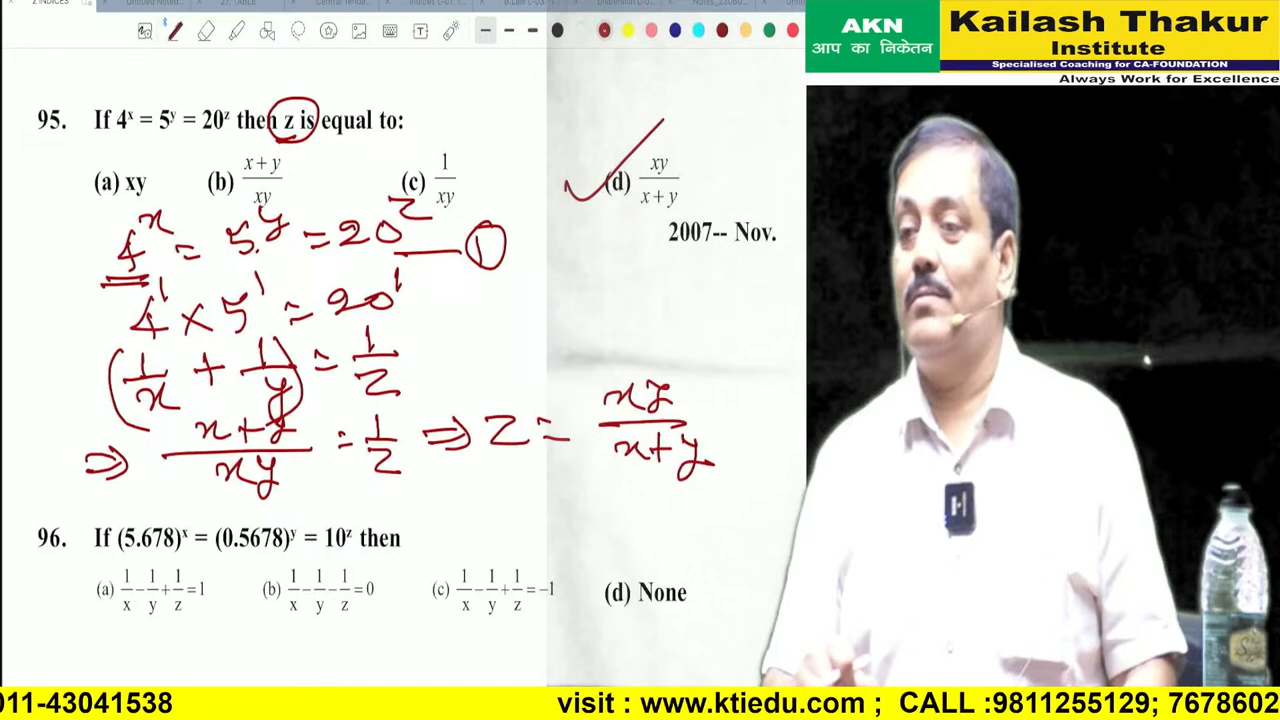 2 INDICES
AKN
आप का निकेतन
Kailash Thakur
Institute
Specialised Coaching for CA-FOUNDATION
Always Work for Excellence
95. If 4ˣ = 5ʸ = 20ᶻ then z is equal to:
(a) xy (b) x + y / xy (c) 1 / xy (d) xy / x + y
2007-- Nov.
4ˣ = 5ʸ = 20ᶻ — 1
4¹ × 5¹ = 20¹
(1/x + 1/y) = 1/z
⇒ x+y / xy = 1/z ⇒ z = xy / x+y
96. If (5.678)ˣ = (0.5678)ʸ = 10ᶻ then
(a) 1/x – 1/y + 1/z = 1 (b) 1/x – 1/y – 1/z = 0 (c) 1/x – 1/y + 1/z = –1 (d) None
011-43041538 visit : www.ktiedu.com ; CALL :9811255129; 7678602